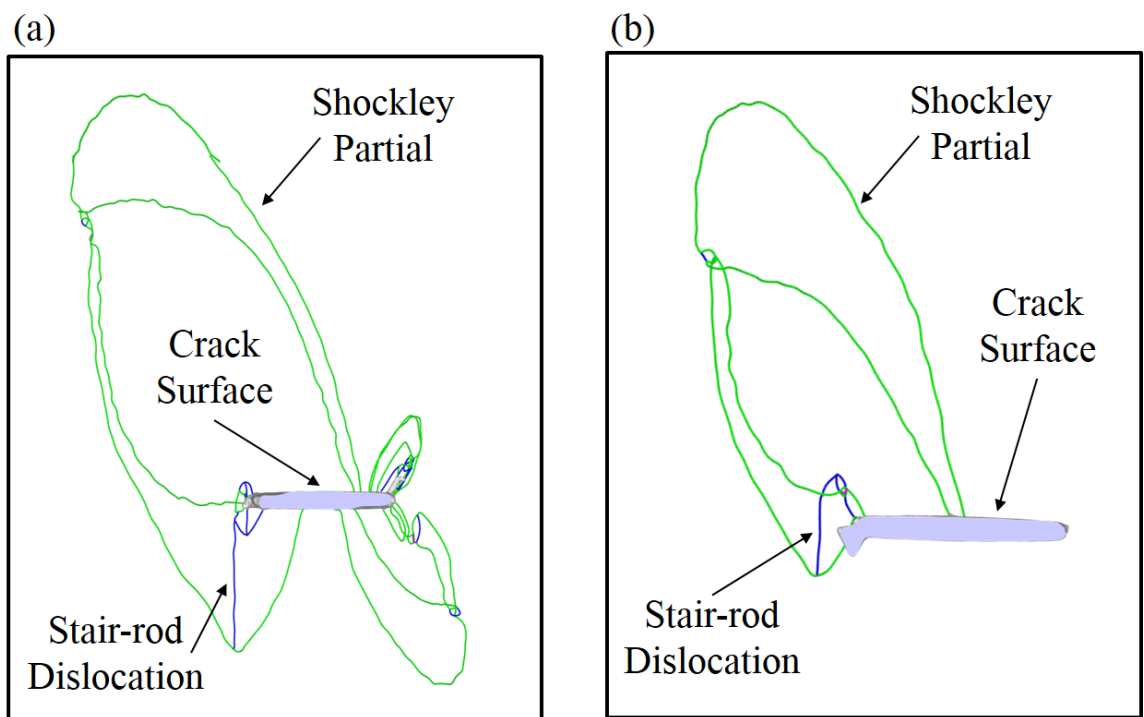 (a)
Shockley
Partial
Crack
Surface
Stair-rod
Dislocation
(b)
Shockley
Partial
Crack
Surface
Stair-rod
Dislocation